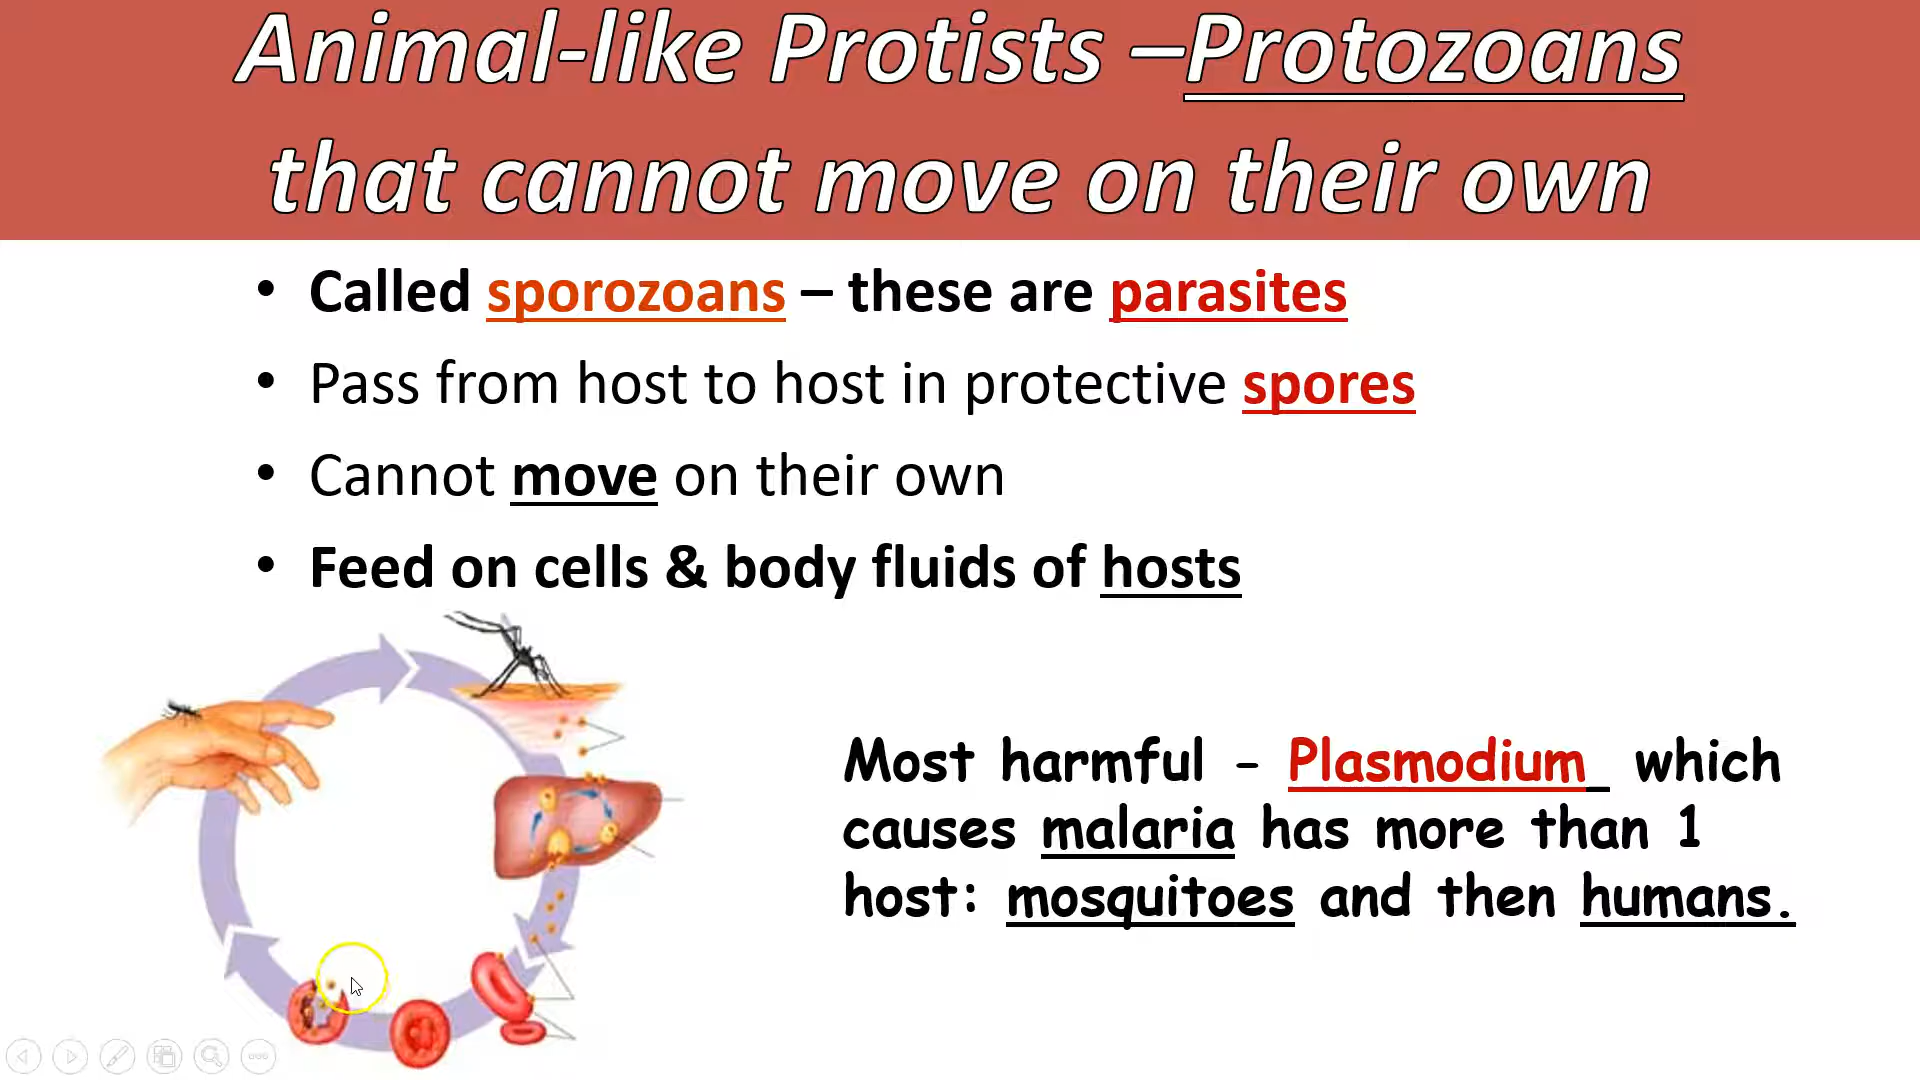 Animal-like Protists –Protozoans
that cannot move on their own
• Called sporozoans – these are parasites
• Pass from host to host in protective spores
• Cannot move on their own
• Feed on cells & body fluids of hosts
Most harmful - Plasmodium_ which
causes malaria has more than 1
host: mosquitoes and then humans.